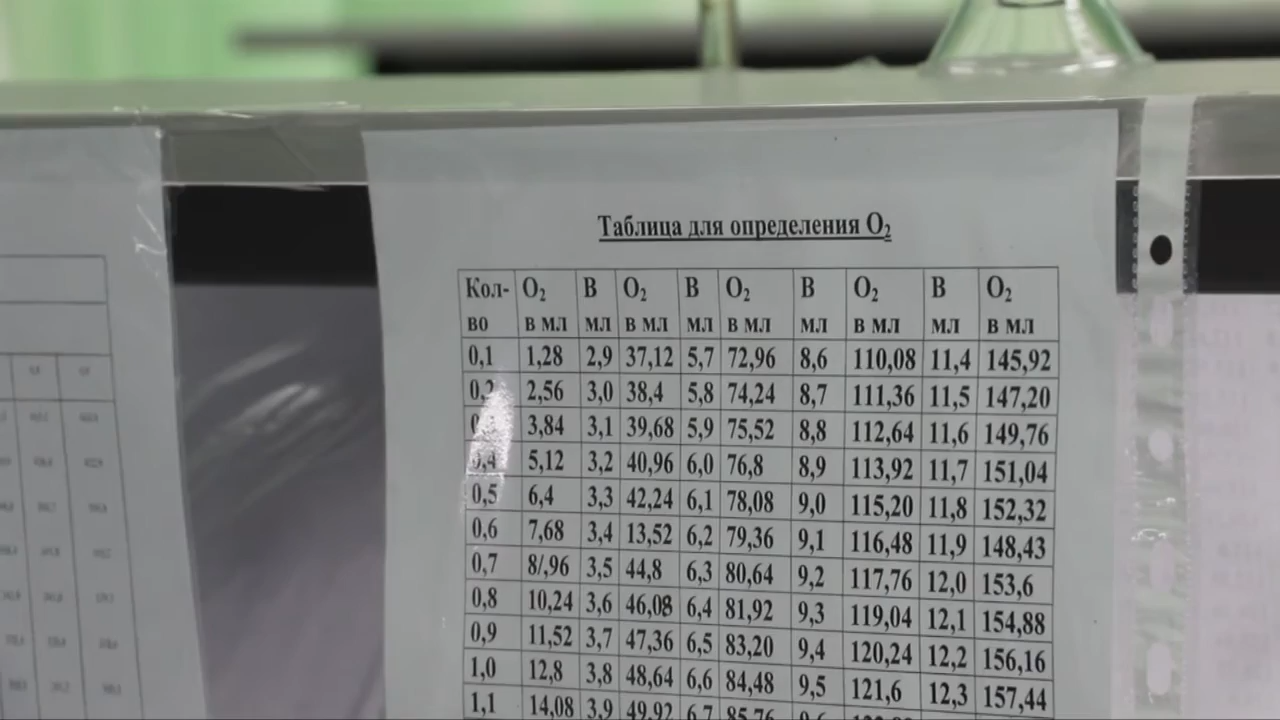 Таблица для определения O₂
Кол- O₂ В O₂ В O₂ В O₂ В O₂
во в мл мл в мл мл в мл мл в мл мл в мл
0,1 1,28 2,9 37,12 5,7 72,96 8,6 110,08 11,4 145,92
0,2 2,56 3,0 38,4 5,8 74,24 8,7 111,36 11,5 147,20
3,84 3,1 39,68 5,9 75,52 8,8 112,64 11,6 149,76
0,4 5,12 3,2 40,96 6,0 76,8 8,9 113,92 11,7 151,04
0,5 6,4 3,3 42,24 6,1 78,08 9,0 115,20 11,8 152,32
0,6 7,68 3,4 13,52 6,2 79,36 9,1 116,48 11,9 148,43
0,7 8/,96 3,5 44,8 6,3 80,64 9,2 117,76 12,0 153,6
0,8 10,24 3,6 46,08 6,4 81,92 9,3 119,04 12,1 154,88
0,9 11,52 3,7 47,36 6,5 83,20 9,4 120,24 12,2 156,16
1,0 12,8 3,8 48,64 6,6 84,48 9,5 121,6 12,3 157,44
1,1 14,08 3,9 49,92 6,7 85,76